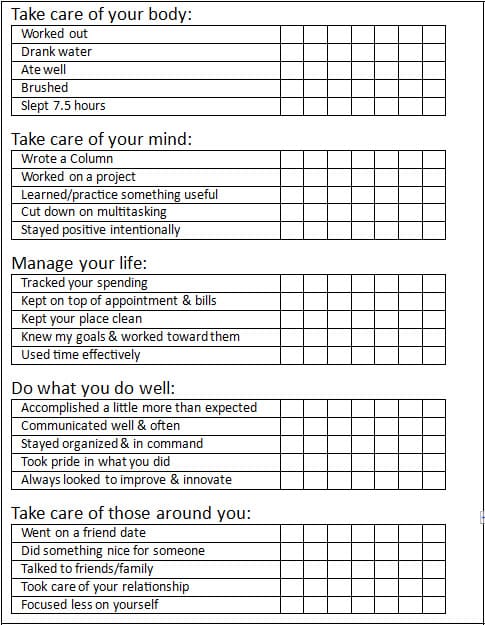 Take care of your body:
Worked out
Drank water
Ate well
Brushed
Slept 7.5 hours
Take care of your mind:
Wrote a Column
Worked on a project
Learned/practice something useful
Cut down on multitasking
Stayed positive intentionally
Manage your life:
Tracked your spending
Kept on top of appointment & bills
Kept your place clean
Knew my goals & worked toward them
Used time effectively
Do what you do well:
Accomplished a little more than expected
Communicated well & often
Stayed organized & in command
Took pride in what you did
Always looked to improve & innovate
Take care of those around you:
Went on a friend date
Did something nice for someone
Talked to friends/family
Took care of your relationship
Focused less on yourself